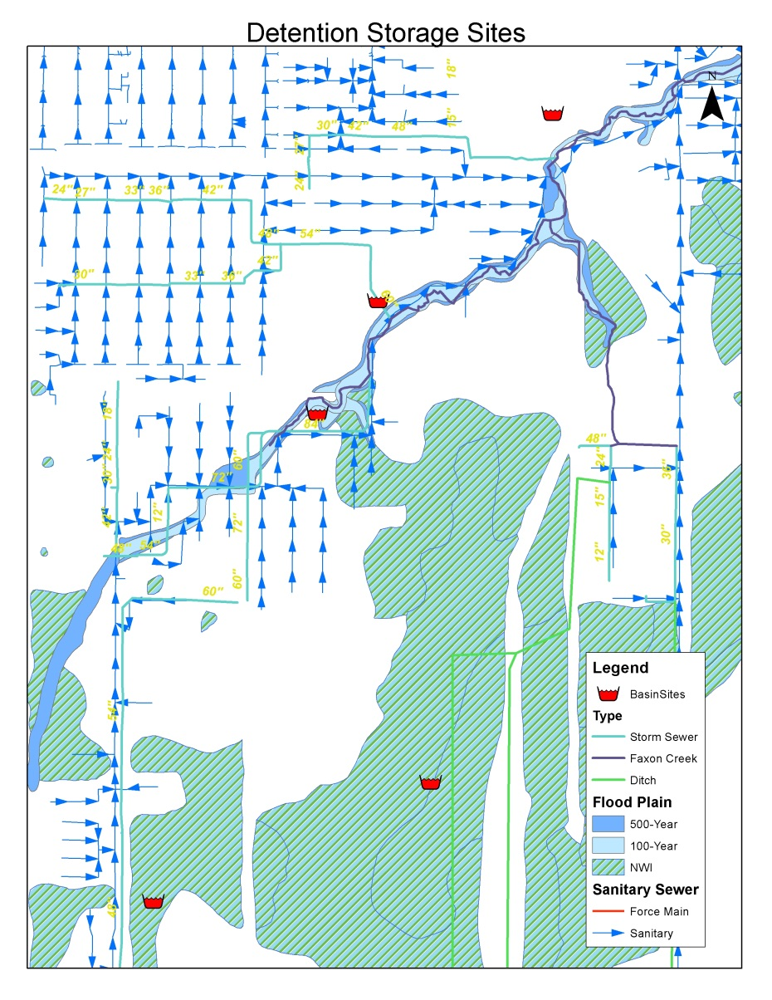 Detention Storage Sites
18"
N
15"
30" 42" 48"
27"
24"
24" 27" 33" 36" 42"
48" 54"
42"
60" 33" 36"
18"
84"
48"
24"
24"
60"
36"
30"
72"
15"
12"
42"
72"
30"
48" 54"
12"
60"
60"
54"
48"
Legend
BasinSites
Type
Storm Sewer
Faxon Creek
Ditch
Flood Plain
500-Year
100-Year
NWI
Sanitary Sewer
Force Main
Sanitary